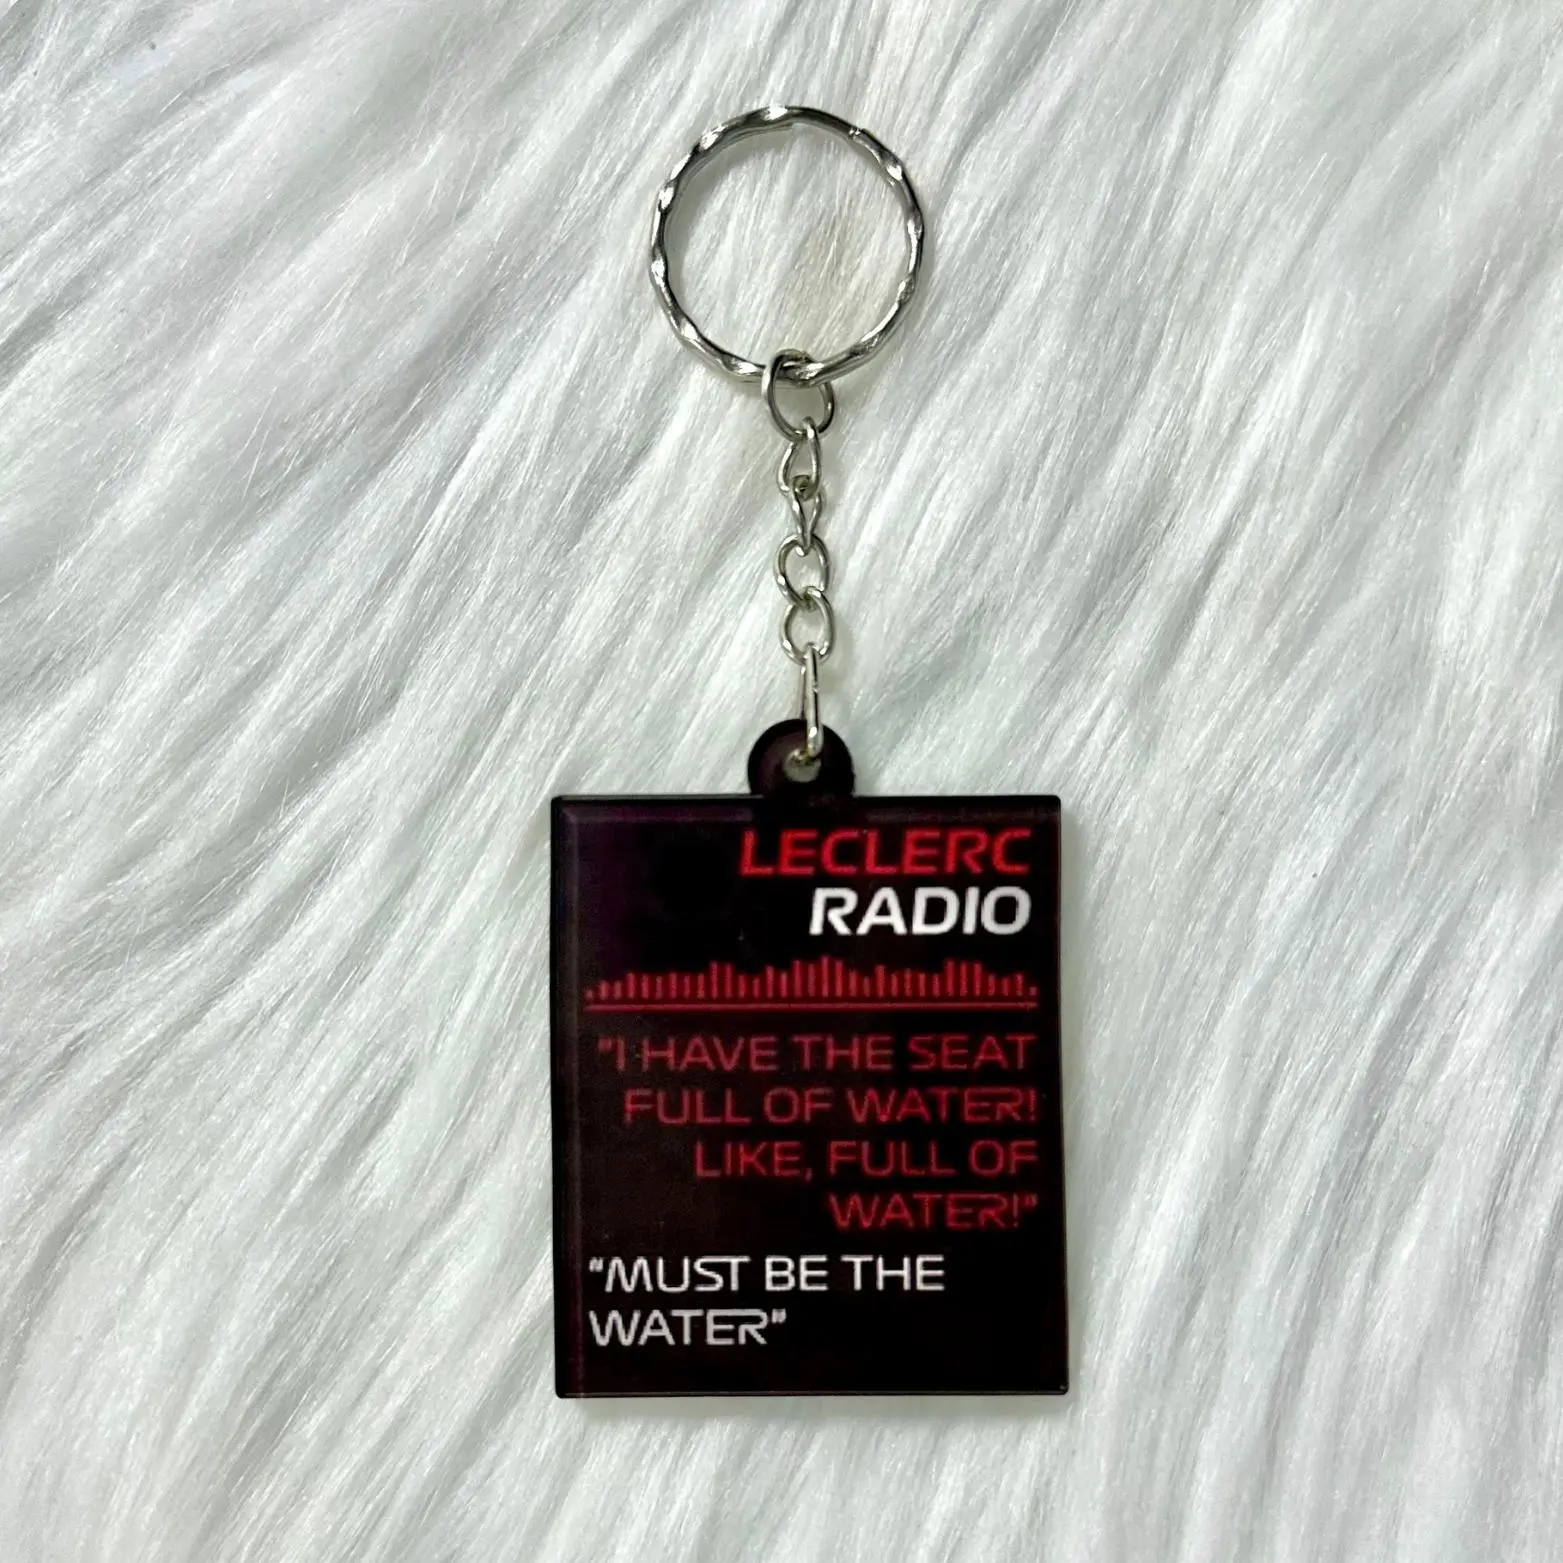 LECLERC
RADIO
"I HAVE THE SEAT
FULL OF WATER!
LIKE, FULL OF
WATER!"
"MUST BE THE
WATER"